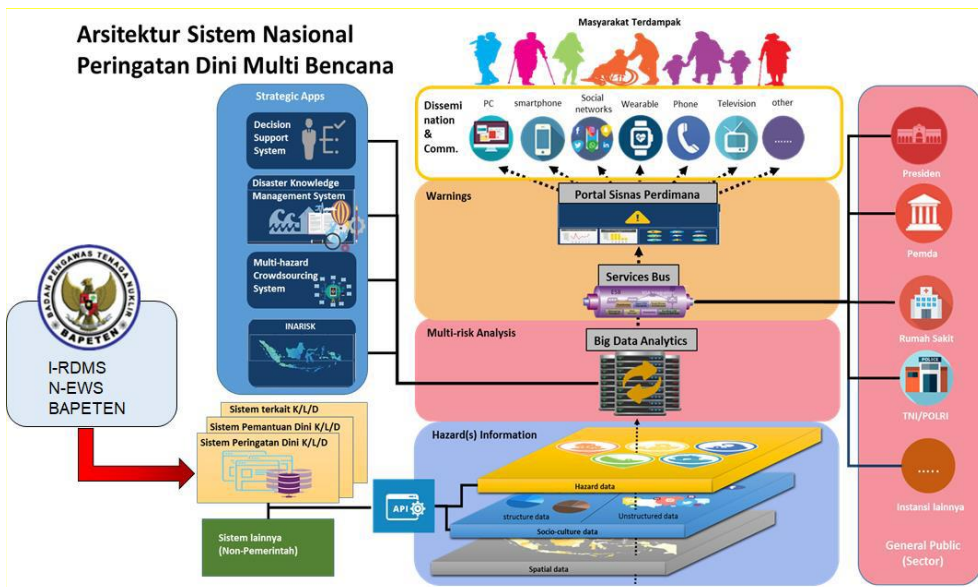 Arsitektur Sistem Nasional
Peringatan Dini Multi Bencana
Masyarakat Terdampak
Strategic Apps
Decision
Support
System
Disaster Knowledge
Management System
Multi-hazard
Crowdsourcing
System
INARISK
BADAN PENGAWAS TENAGA NUKLIR
BAPETEN
I-RDMS
N-EWS
BAPETEN
Sistem terkait K/L/D
Sistem Pemantuan Dini K/L/D
Sistem Peringatan Dini K/L/D
Sistem lainnya
(Non-Pemerintah)
API
Dissemi
nation
&
Comm.
PC
smartphone
Social
networks
Wearable
Phone
Television
other
......
Warnings
Portal Sisnas Perdimana
Services Bus
ESB
Multi-risk Analysis
Big Data Analytics
Hazard(s) Information
Hazard data
structure data
Unstructured data
Socio-culture data
Spatial data
Presiden
Pemda
Rumah Sakit
POLICE
TNI/POLRI
.....
Instansi lainnya
General Public
(Sector)